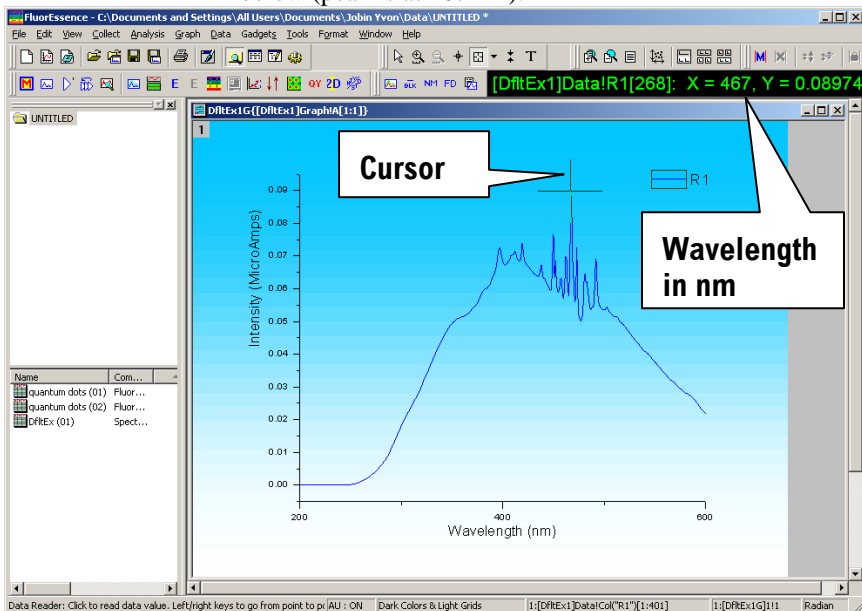 FluorEssence - C:\Documents and Settings\All Users\Documents\Jobin Yvon\Data\UNTITLED *
File Edit View Collect Analysis Graph Data Gadgets Tools Format Window Help
[DfltEx1]Data!R1[268]: X = 467, Y = 0.08974
UNTITLED
DfltEx1G{[DfltEx1]Graph!A[1:1]}
1
Cursor
R1
Wavelength
in nm
0.09
0.08
0.07
0.06
0.05
0.04
0.03
0.02
0.01
0.00
Intensity (MicroAmps)
200 400 600
Wavelength (nm)
Name Com...
quantum dots (01) Fluor...
quantum dots (02) Fluor...
DfltEx (01) Spect...
Data Reader: Click to read data value. Left/right keys to go from point to AU : ON Dark Colors & Light Grids 1:[DfltEx1]Data!Col("R1")[1:401] 1:[DfltEx1G]1!1 Radian